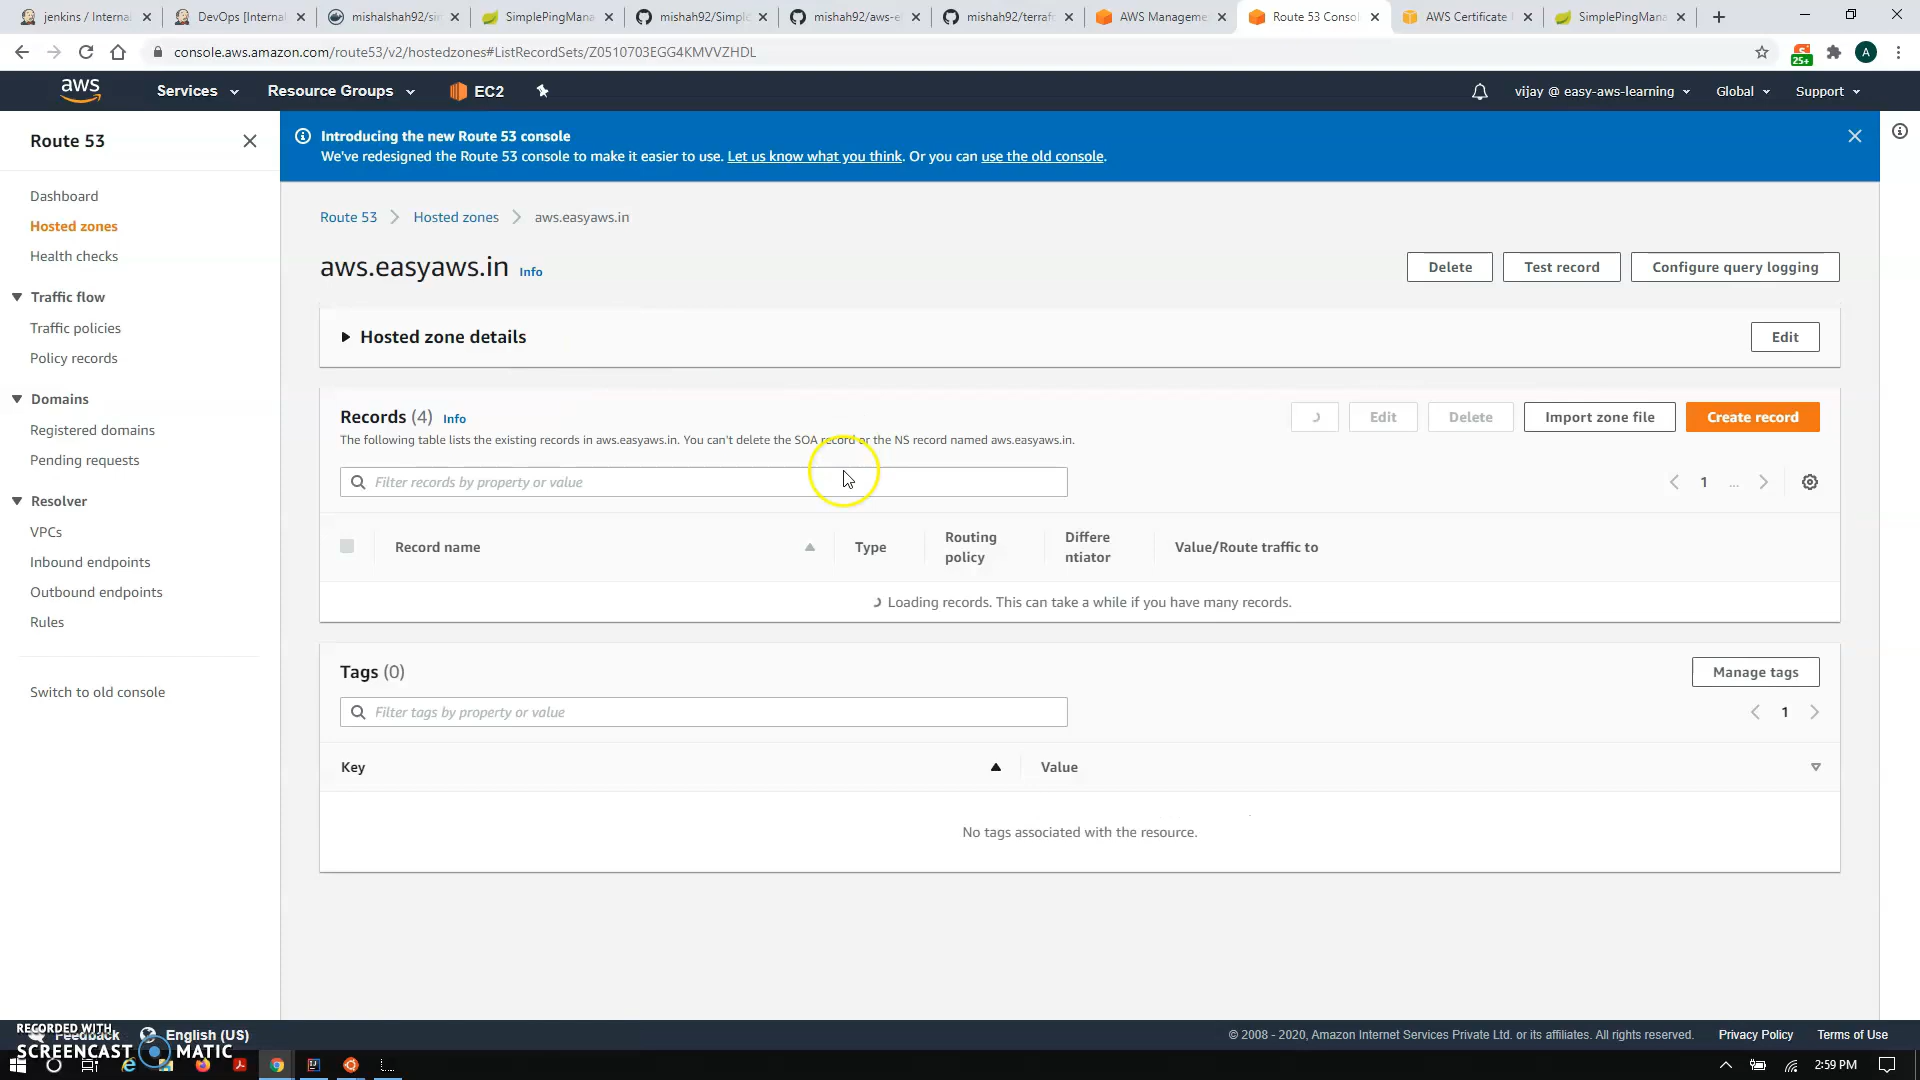 jenkins / Interna
DevOps [Internal
mishalshah92/sim
SimplePingMana
mishah92/Simple
mishah92/aws-el
mishah92/terrafo
AWS Manageme
Route 53 Console
AWS Certificate
SimplePingMana
console.aws.amazon.com/route53/v2/hostedzones#ListRecordSets/Z0510703EGG4KMVVZHDL
25+
A
aws
Services
Resource Groups
EC2
vijay @ easy-aws-learning
Global
Support
Route 53
Dashboard
Hosted zones
Health checks
Traffic flow
Traffic policies
Policy records
Domains
Registered domains
Pending requests
Resolver
VPCs
Inbound endpoints
Outbound endpoints
Rules
Switch to old console
Introducing the new Route 53 console
We've redesigned the Route 53 console to make it easier to use. Let us know what you think. Or you can use the old console.
Route 53 > Hosted zones > aws.easyaws.in
aws.easyaws.in Info
Delete
Test record
Configure query logging
Hosted zone details
Edit
Records (4) Info
Edit
Delete
Import zone file
Create record
The following table lists the existing records in aws.easyaws.in. You can't delete the SOA record or the NS record named aws.easyaws.in.
Filter records by property or value
1 ...
Record name
Type
Routing
policy
Differe
ntiator
Value/Route traffic to
Loading records. This can take a while if you have many records.
Tags (0)
Manage tags
Filter tags by property or value
1
Key
Value
No tags associated with the resource.
Feedback
English (US)
© 2008 - 2020, Amazon Internet Services Private Ltd. or its affiliates. All rights reserved.
Privacy Policy
Terms of Use
RECORDED WITH
SCREENCAST MATIC
2:59 PM